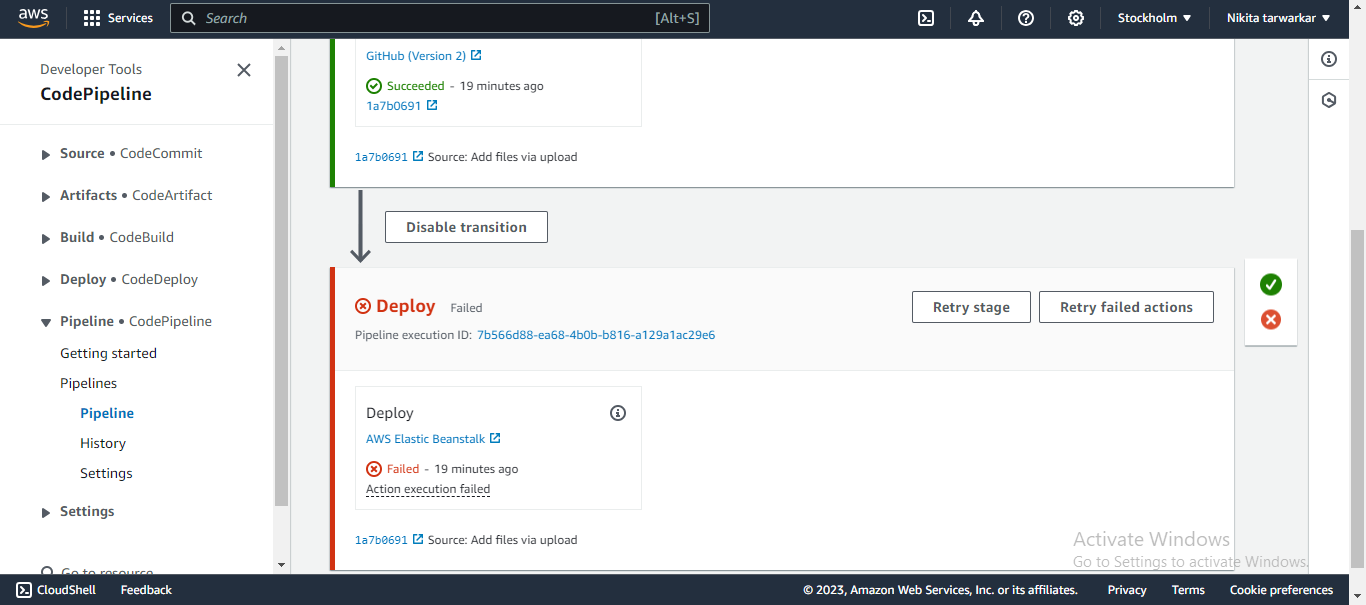 aws
Services
Search
[Alt+S]
Stockholm
Nikita tarwarkar
Developer Tools
CodePipeline
Source • CodeCommit
Artifacts • CodeArtifact
Build • CodeBuild
Deploy • CodeDeploy
Pipeline • CodePipeline
Getting started
Pipelines
Pipeline
History
Settings
Settings
Go to resource
GitHub (Version 2)
Succeeded - 19 minutes ago
1a7b0691
1a7b0691 Source: Add files via upload
Disable transition
Deploy Failed
Pipeline execution ID: 7b566d88-ea68-4b0b-b816-a129a1ac29e6
Retry stage
Retry failed actions
Deploy
AWS Elastic Beanstalk
Failed - 19 minutes ago
Action execution failed
1a7b0691 Source: Add files via upload
Activate Windows
Go to Settings to activate Windows.
CloudShell
Feedback
© 2023, Amazon Web Services, Inc. or its affiliates.
Privacy
Terms
Cookie preferences